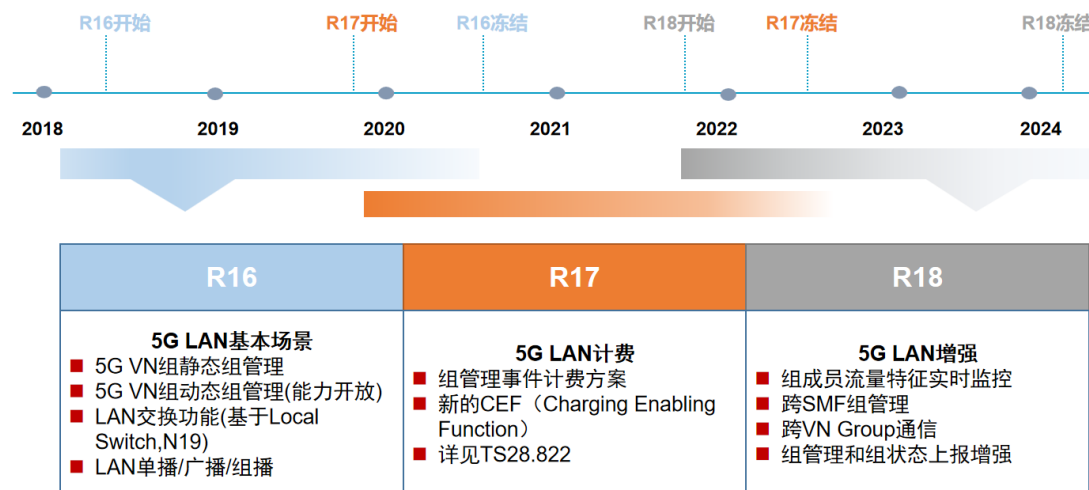 R16开始 R17开始 R16冻结 R18开始 R17冻结 R18冻结
2018 2019 2020 2021 2022 2023 2024
R16 R17 R18
5G LAN基本场景
5G VN组静态组管理
5G VN组动态组管理(能力开放)
LAN交换功能(基于Local
Switch,N19)
LAN单播/广播/组播
5G LAN计费
组管理事件计费方案
新的CEF（Charging Enabling
Function）
详见TS28.822
5G LAN增强
组成员流量特征实时监控
跨SMF组管理
跨VN Group通信
组管理和组状态上报增强